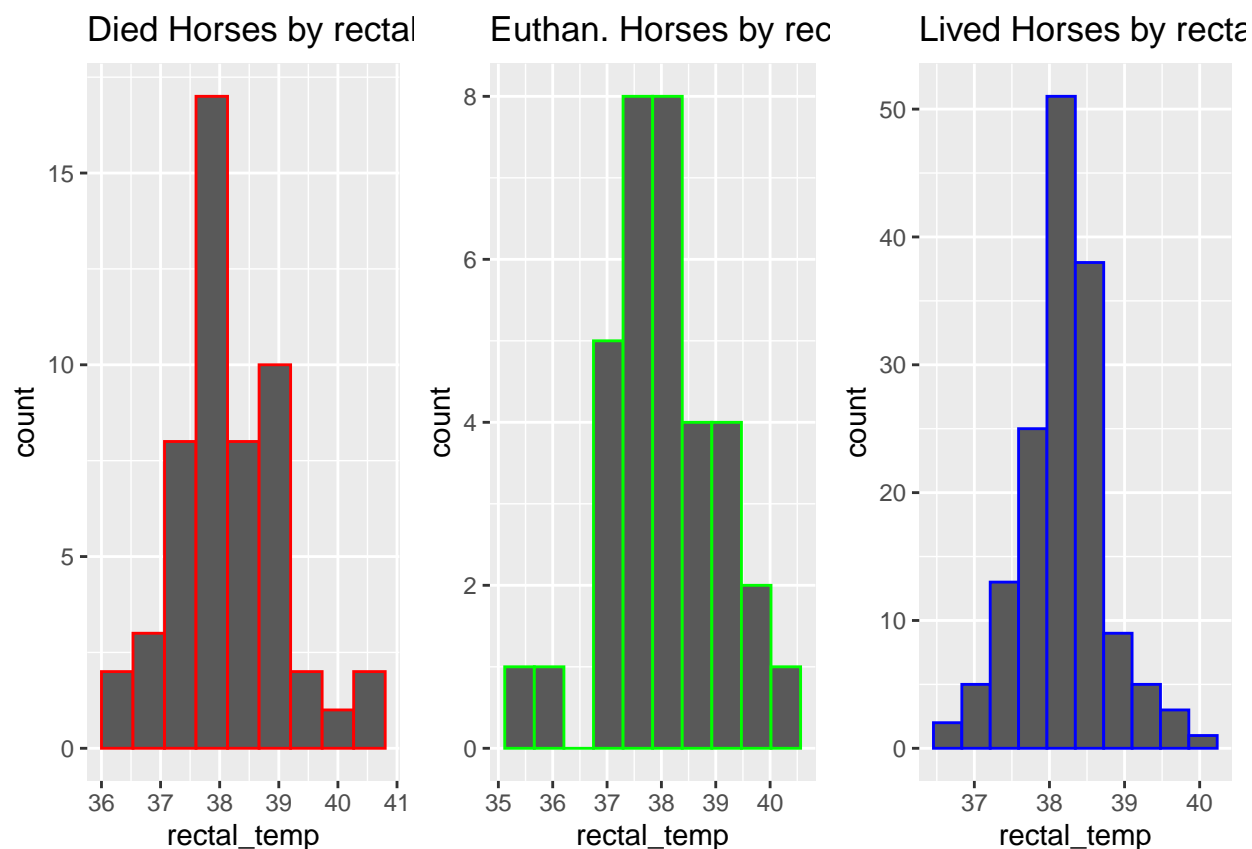 Died Horses by rectal
count
15
10
5
0
36 37 38 39 40 41
rectal_temp
Euthan. Horses by rec
count
8
6
4
2
0
35 36 37 38 39 40
rectal_temp
Lived Horses by recta
count
50
40
30
20
10
0
37 38 39 40
rectal_temp